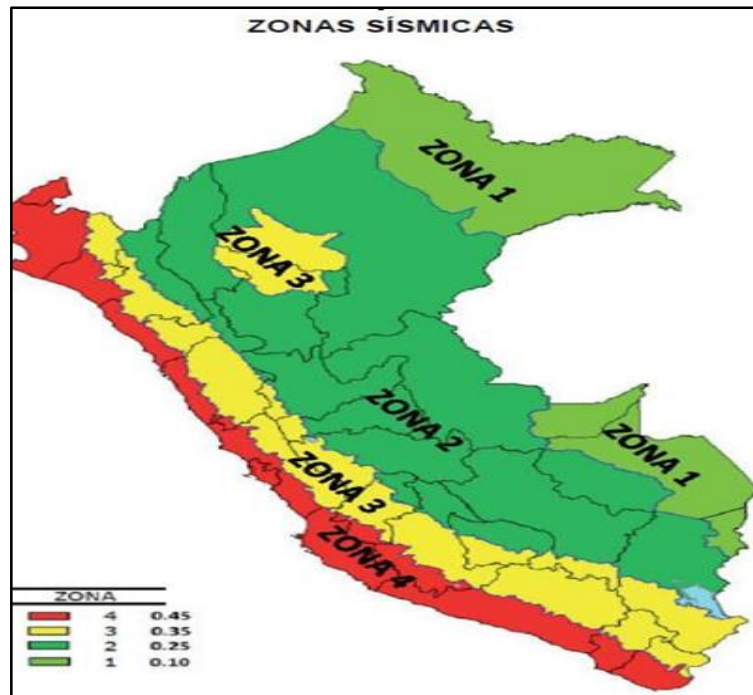 ZONAS SÍSMICAS
ZONA 1
ZONA 3
ZONA 2
ZONA 1
ZONA 3
ZONA 4
ZONA
4 0.45
3 0.35
2 0.25
1 0.10